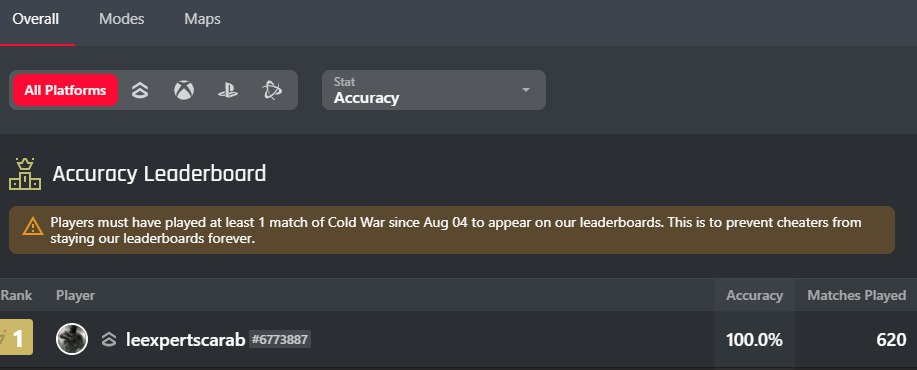 Overall Modes Maps
All Platforms
Stat
Accuracy
Accuracy Leaderboard
Players must have played at least 1 match of Cold War since Aug 04 to appear on our leaderboards. This is to prevent cheaters from
staying our leaderboards forever.
Rank Player Accuracy Matches Played
1 leexpertscarab #6773887 100.0% 620